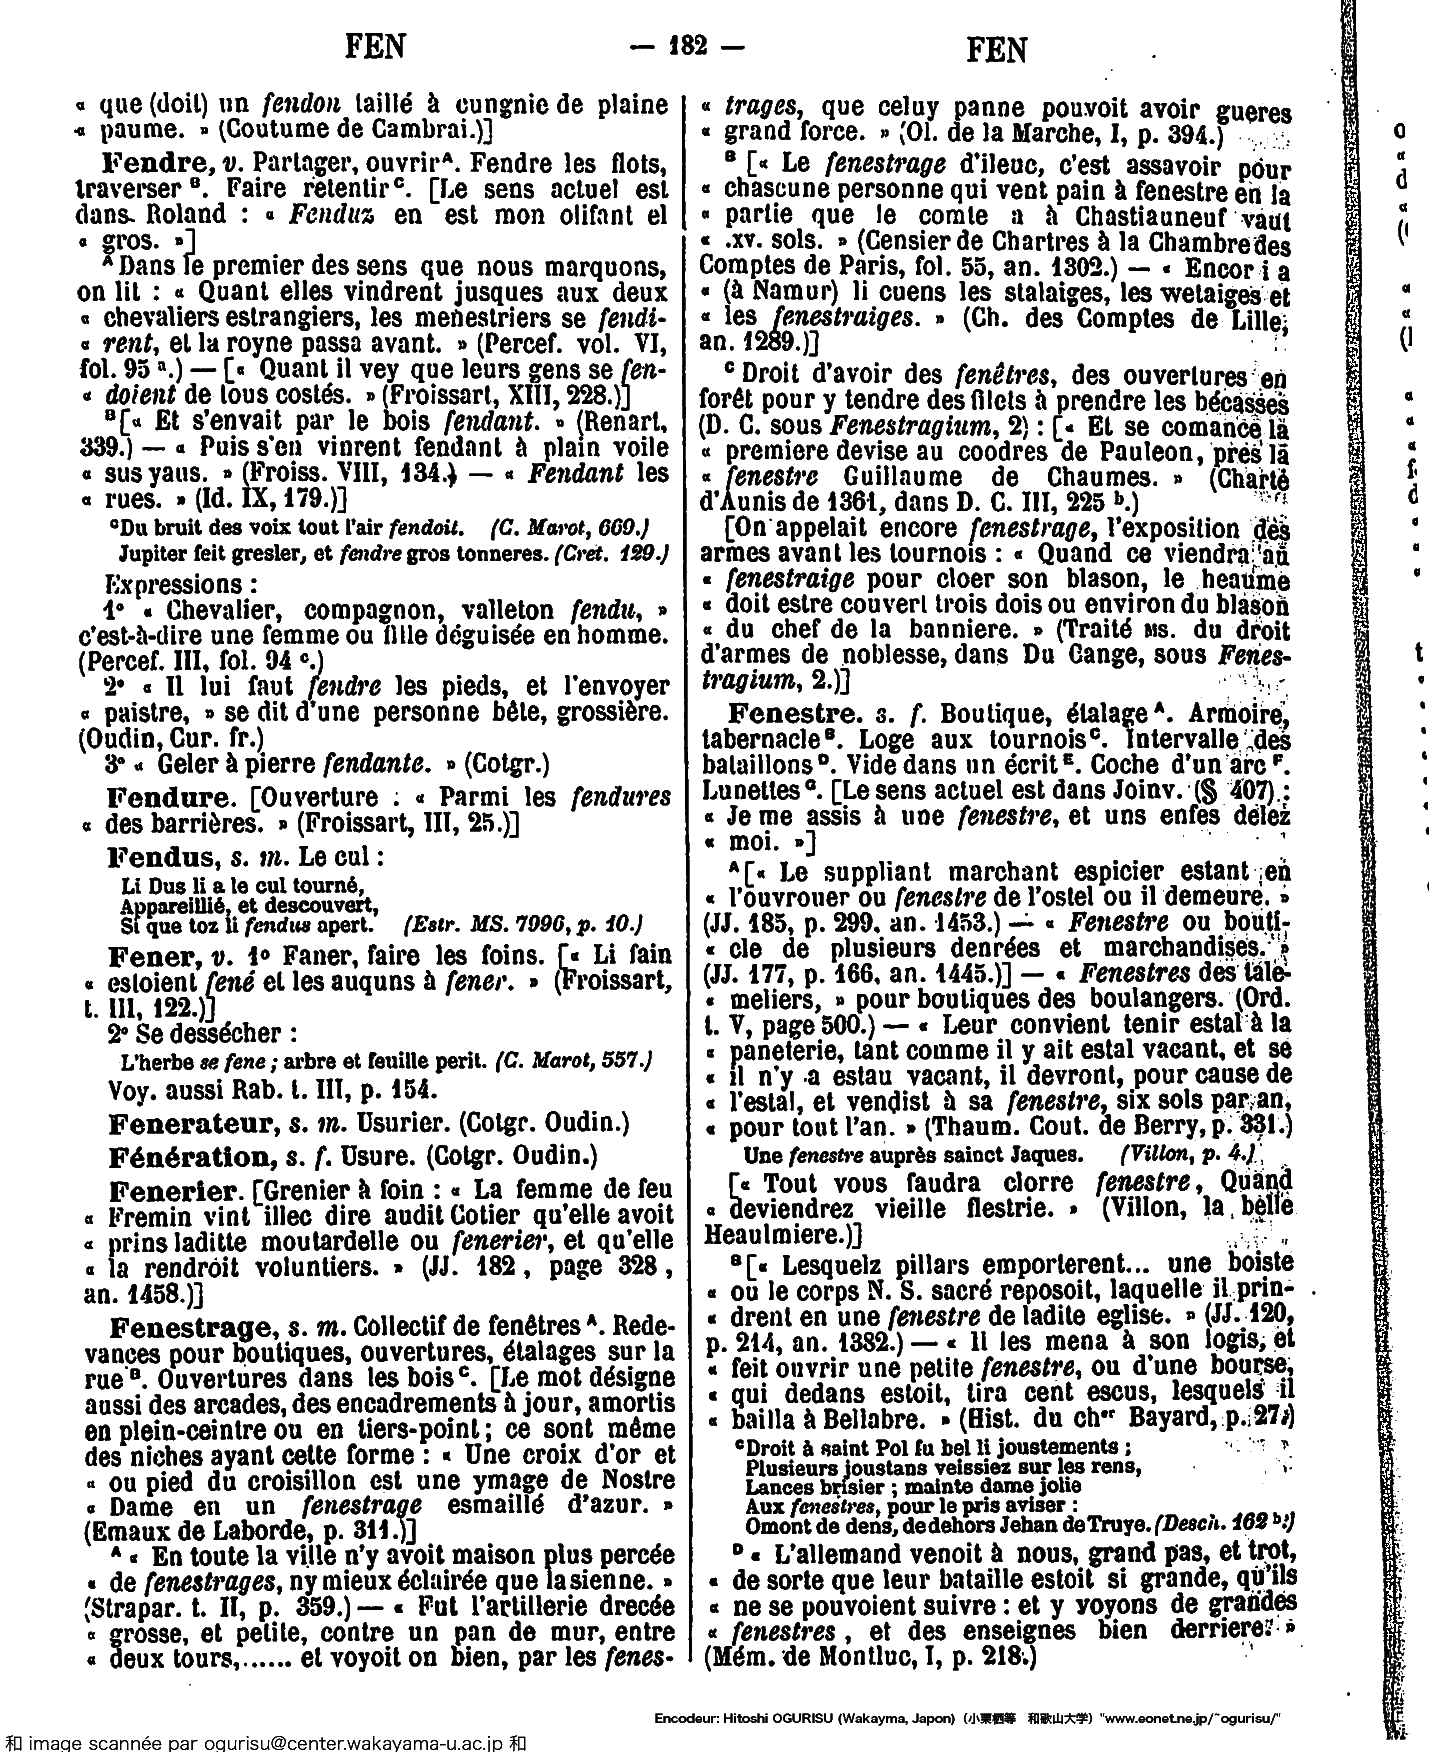 FEN
— 182 —
FEN
« que (doit) un fendon taillé à cungnie de plaine
« paume. » (Coutume de Cambrai.)]
Fendre, v. Partager, ouvrir ᴬ. Fendre les flots,
traverser ᴮ. Faire retentir ᶜ. [Le sens actuel est
dans Roland : « Fenduz en est mon olifant el
« gros. »]
ᴬ Dans le premier des sens que nous marquons,
on lit : « Quant elles vindrent jusques aux deux
« chevaliers estrangiers, les menestriers se fendi-
« rent, et la royne passa avant. » (Percef. vol. VI,
fol. 95 ᵃ.) — [« Quant il vey que leurs gens se fen-
« doient de tous costés. » (Froissart, XIII, 228.)]
ᴮ [« Et s'envait par le bois fendant. » (Renart,
339.) — « Puis s'en vinrent fendant à plain voile
« sus yaus. » (Froiss. VIII, 134.) — « Fendant les
« rues. » (Id. IX, 179.)]
ᶜ Du bruit des voix tout l'air fendoit. (C. Marot, 669.)
Jupiter feit gresler, et fendre gros tonneres. (Cret. 129.)
Expressions :
1° « Chevalier, compagnon, valleton fendu, »
c'est-à-dire une femme ou fille déguisée en homme.
(Percef. III, fol. 94 ᶜ.)
2° « Il lui faut fendre les pieds, et l'envoyer
« paistre, » se dit d'une personne bête, grossière.
(Oudin, Cur. fr.)
3° « Geler à pierre fendante. » (Cotgr.)
Fendure. [Ouverture : « Parmi les fendures
« des barrières. » (Froissart, III, 25.)]
Fendus, s. m. Le cul :
Li Dus li a le cul tourné,
Appareillié, et descouvert,
Si que toz li fendus apert. (Estr. MS. 7996, p. 10.)
Fener, v. 1° Faner, faire les foins. [« Li fain
« estoient fené et les auquns à fener. » (Froissart,
t. III, 122.)]
2° Se dessécher :
L'herbe se fene ; arbre et feuille perit. (C. Marot, 557.)
Voy. aussi Rab. t. III, p. 154.
Fenerateur, s. m. Usurier. (Cotgr. Oudin.)
Fénération, s. f. Usure. (Cotgr. Oudin.)
Fenerier. [Grenier à foin : « La femme de feu
« Fremin vint illec dire audit Cotier qu'elle avoit
« prins laditte moutardelle ou fenerier, et qu'elle
« la rendroit voluntiers. » (JJ. 182, page 328,
an. 1458.)]
Fenestrage, s. m. Collectif de fenêtres ᴬ. Rede-
vances pour boutiques, ouvertures, étalages sur la
rue ᴮ. Ouvertures dans les bois ᶜ. [Le mot désigne
aussi des arcades, des encadrements à jour, amortis
en plein-ceintre ou en tiers-point ; ce sont même
des niches ayant cette forme : « Une croix d'or et
« ou pied du croisillon est une ymage de Nostre
« Dame en un fenestrage esmaillé d'azur. »
(Emaux de Laborde, p. 311.)]
ᴬ « En toute la ville n'y avoit maison plus percée
« de fenestrages, ny mieux éclairée que la sienne. »
(Strapar. t. II, p. 359.) — « Fut l'artillerie drecée
« grosse, et petite, contre un pan de mur, entre
« deux tours,...... et voyoit on bien, par les fenes-
« trages, que celuy panne pouvoit avoir gueres
« grand force. » (Ol. de la Marche, I, p. 394.)
ᴮ [« Le fenestrage d'ileuc, c'est assavoir pour
« chascune personne qui vent pain à fenestre en la
« partie que le comte a à Chastiauneuf vaut
« .xv. sols. » (Censier de Chartres à la Chambre des
Comptes de Paris, fol. 55, an. 1302.) — « Encor i a
« (à Namur) li cuens les stalaiges, les wetaiges et
« les fenestraiges. » (Ch. des Comptes de Lille,
an. 1289.)]
ᶜ Droit d'avoir des fenêtres, des ouvertures en
forêt pour y tendre des filets à prendre les bécasses
(D. C. sous Fenestragium, 2) : [« Et se comance la
« premiere devise au coodres de Pauleon, pres la
« fenestre Guillaume de Chaumes. » (Charte
d'Aunis de 1361, dans D. C. III, 225 ᵇ.)
[On appelait encore fenestrage, l'exposition des
armes avant les tournois : « Quand ce viendra au
« fenestraige pour cloer son blason, le heaume
« doit estre couvert trois dois ou environ du blason
« du chef de la banniere. » (Traité MS. du droit
d'armes de noblesse, dans Du Cange, sous Fenes-
tragium, 2.)]
Fenestre. s. f. Boutique, étalage ᴬ. Armoire,
tabernacle ᴮ. Loge aux tournois ᶜ. Intervalle des
bataillons ᴰ. Vide dans un écrit ᴱ. Coche d'un arc ᶠ.
Lunettes ᴳ. [Le sens actuel est dans Joinv. (§ 407) :
« Je me assis à une fenestre, et uns enfes delez
« moi. »]
ᴬ [« Le suppliant marchant espicier estant en
« l'ouvrouer ou fenestre de l'ostel ou il demeure. »
(JJ. 185, p. 299. an. 1453.) — « Fenestre ou bouti-
« cle de plusieurs denrées et marchandises. »
(JJ. 177, p. 166, an. 1445.)] — « Fenestres des tale-
« meliers, » pour boutiques des boulangers. (Ord.
t. V, page 500.) — « Leur convient tenir estal à la
« paneterie, tant comme il y ait estal vacant, et se
« il n'y a estau vacant, il devront, pour cause de
« l'estal, et vendist à sa fenestre, six sols par an,
« pour tout l'an. » (Thaum. Cout. de Berry, p. 331.)
Une fenestre auprès sainct Jaques. (Villon, p. 4.)
[« Tout vous faudra clorre fenestre, Quand
« deviendrez vieille flestrie. » (Villon, la belle
Heaulmiere.)]
ᴮ [« Lesquelz pillars emporterent... une boiste
« ou le corps N. S. sacré reposoit, laquelle il prin-
« drent en une fenestre de ladite eglise. » (JJ. 120,
p. 214, an. 1382.) — « Il les mena à son logis, et
« feit ouvrir une petite fenestre, ou d'une bourse,
« qui dedans estoit, tira cent escus, lesquels il
« bailla à Bellabre. » (Hist. du chᵉʳ Bayard, p. 27.)
ᶜ Droit à saint Pol fu bel li joustements ;
Plusieurs joustans veissiez sur les rens,
Lances brisier ; mainte dame jolie
Aux fenestres, pour le pris aviser :
Omont de dens, de dehors Jehan de Truye. (Desch. 162 ᵇ.)
ᴰ « L'allemand venoit à nous, grand pas, et trot,
« de sorte que leur bataille estoit si grande, qu'ils
« ne se pouvoient suivre : et y voyons de grandes
« fenestres, et des enseignes bien derriere. »
(Mém. de Montluc, I, p. 218.)
Encodeur: Hitoshi OGURISU (Wakayma, Japon) (小栗栖等 和歌山大学) "www.eonet.ne.jp/~ogurisu/"
和 image scannée par ogurisu@center.wakayama-u.ac.jp 和